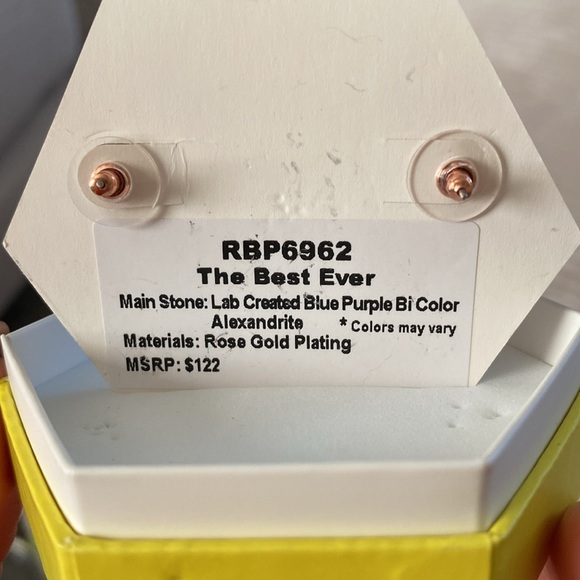 RBP6962
The Best Ever
Main Stone: Lab Created Blue Purple Bi Color
Alexandrite * Colors may vary
Materials: Rose Gold Plating
MSRP: $122